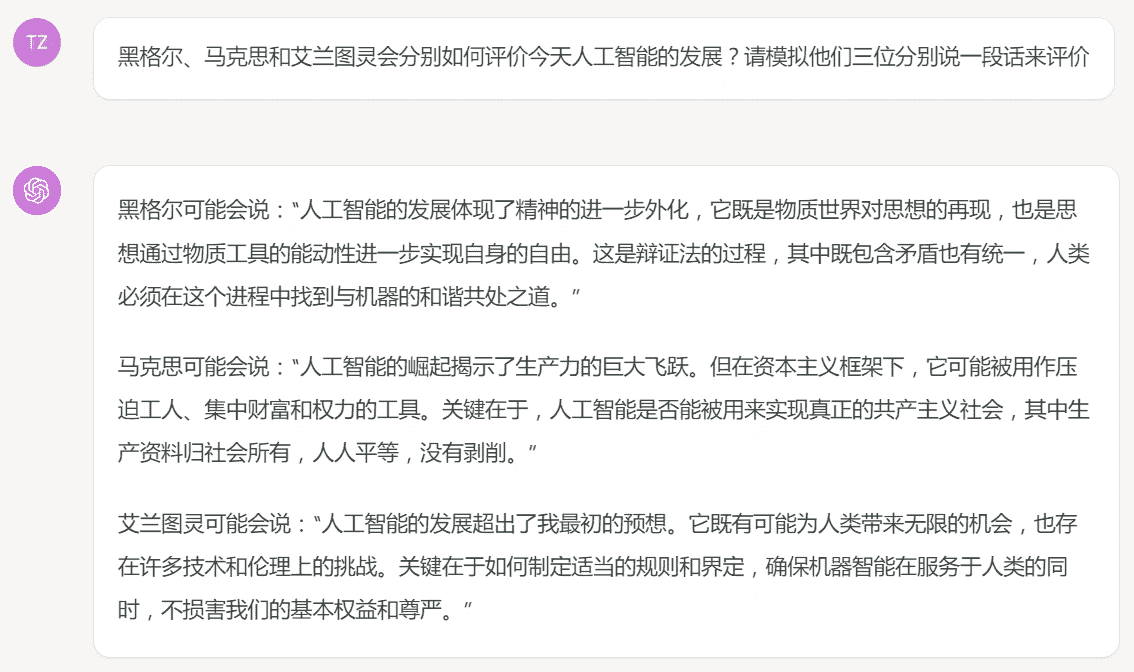 TZ
黑格尔、马克思和艾兰图灵会分别如何评价今天人工智能的发展？请模拟他们三位分别说一段话来评价
黑格尔可能会说：“人工智能的发展体现了精神的进一步外化，它既是物质世界对思想的再现，也是思
想通过物质工具的能动性进一步实现自身的自由。这是辩证法的过程，其中既包含矛盾也有统一，人类
必须在这个进程中找到与机器的和谐共处之道。”
马克思可能会说：“人工智能的崛起揭示了生产力的巨大飞跃。但在资本主义框架下，它可能被用作压
迫工人、集中财富和权力的工具。关键在于，人工智能是否能被用来实现真正的共产主义社会，其中生
产资料归社会所有，人人平等，没有剥削。”
艾兰图灵可能会说：“人工智能的发展超出了我最初的预想。它既有可能为人类带来无限的机会，也存
在许多技术和伦理上的挑战。关键在于如何制定适当的规则和界定，确保机器智能在服务于人类的同
时，不损害我们的基本权益和尊严。”